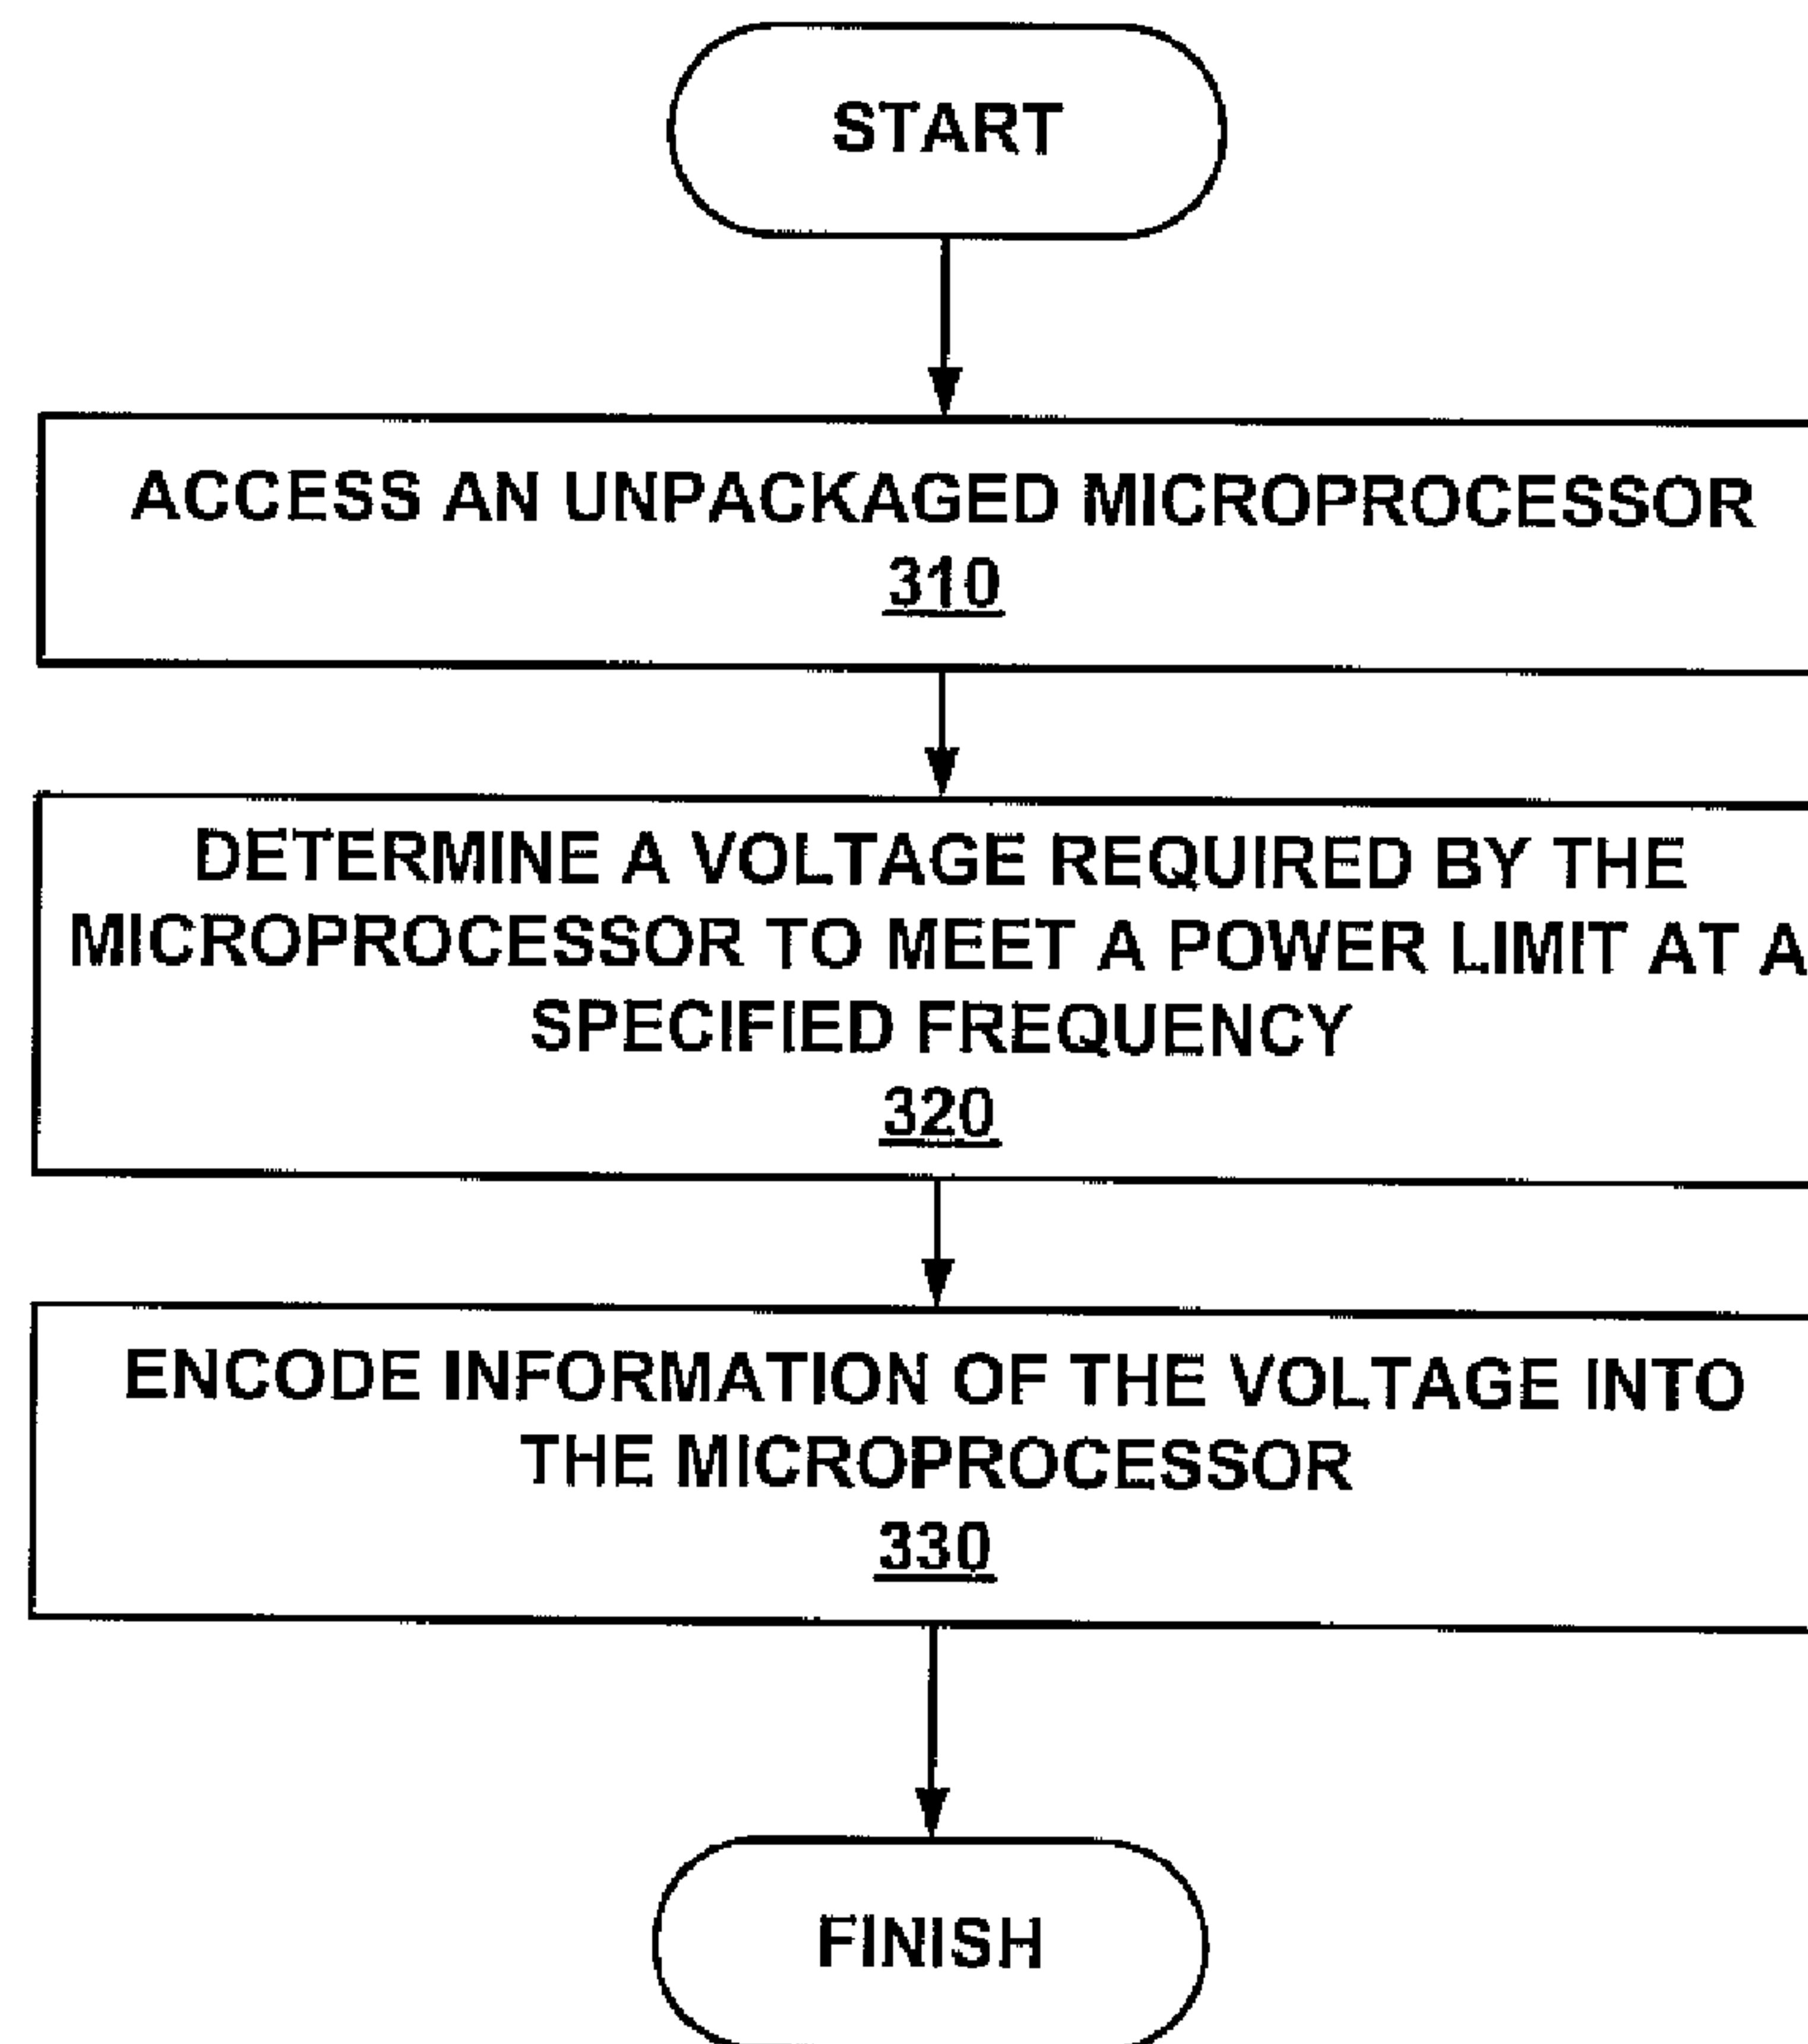 START
ACCESS AN UNPACKAGED MICROPROCESSOR
310
DETERMINE A VOLTAGE REQUIRED BY THE
MICROPROCESSOR TO MEET A POWER LIMIT AT A
SPECIFIED FREQUENCY
320
ENCODE INFORMATION OF THE VOLTAGE INTO
THE MICROPROCESSOR
330
FINISH